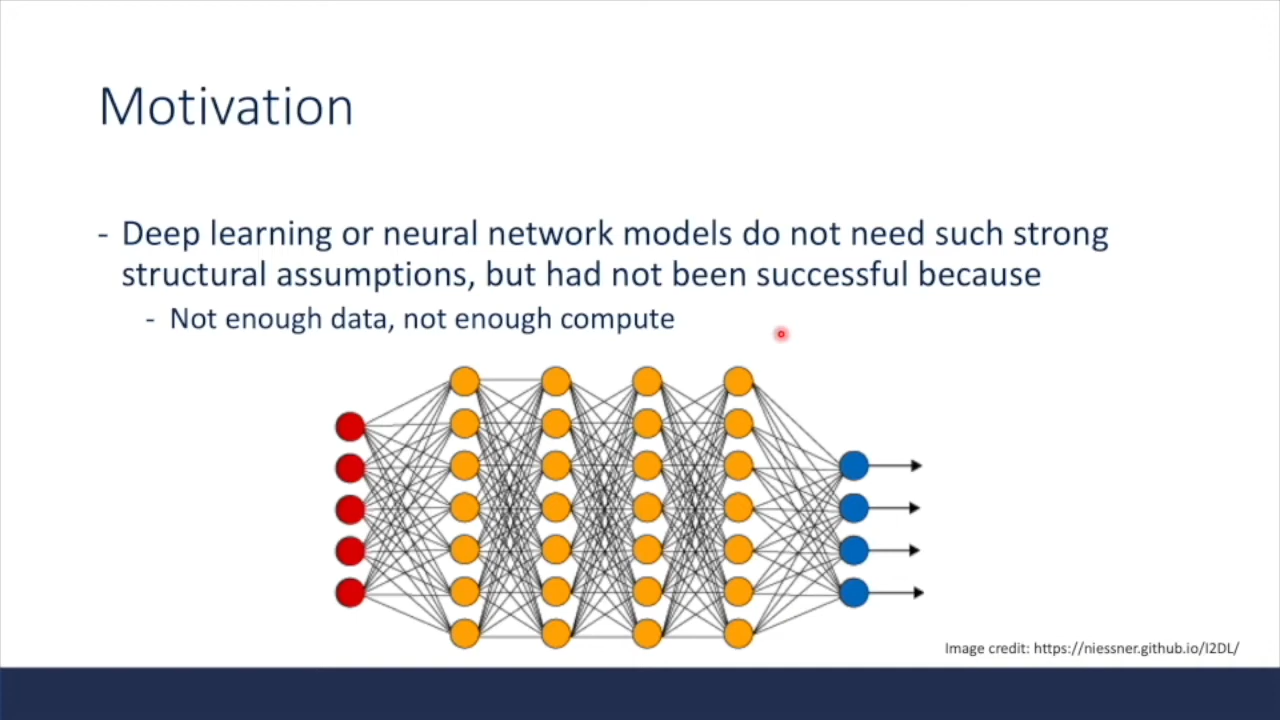 Motivation
- Deep learning or neural network models do not need such strong
structural assumptions, but had not been successful because
- Not enough data, not enough compute
Image credit: https://niessner.github.io/I2DL/